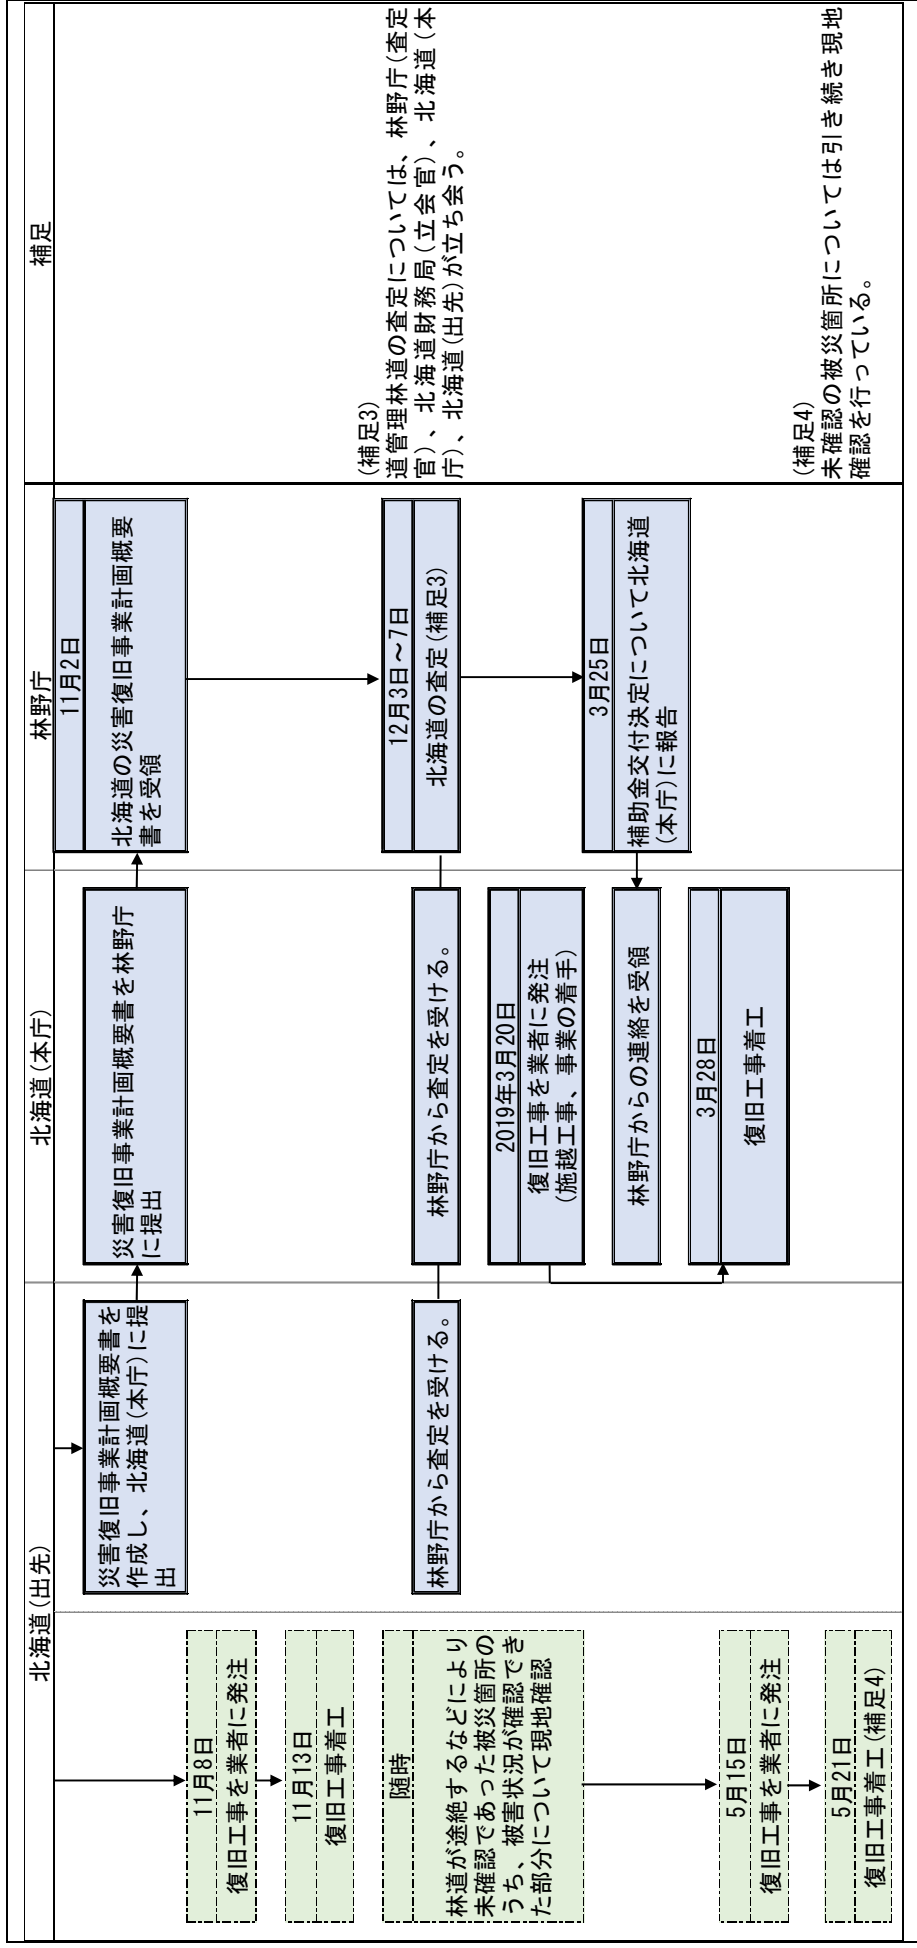 北海道(出先)
北海道(本庁)
林野庁
補足
災害復旧事業計画概要書を
作成し、北海道(本庁)に提
出
災害復旧事業計画概要書を林野庁
に提出
11月2日
北海道の災害復旧事業計画概要
書を受領
11月8日
復旧工事を業者に発注
11月13日
復旧工事着工
随時
林道が途絶するなどにより
未確認であった被災箇所の
うち、被害状況が確認でき
た部分について現地確認
林野庁から査定を受ける。
林野庁から査定を受ける。
12月3日～7日
北海道の査定(補足3)
(補足3)
道管理林道の査定については、林野庁(査定
官)、北海道財務局(立会官)、北海道(本
庁)、北海道(出先)が立ち会う。
2019年3月20日
復旧工事を業者に発注
(施越工事、事業の着手)
3月25日
補助金交付決定について北海道
(本庁)に報告
林野庁からの連絡を受領
3月28日
復旧工事着工
5月15日
復旧工事を業者に発注
5月21日
復旧工事着工(補足4)
(補足4)
未確認の被災箇所については引き続き現地
確認を行っている。